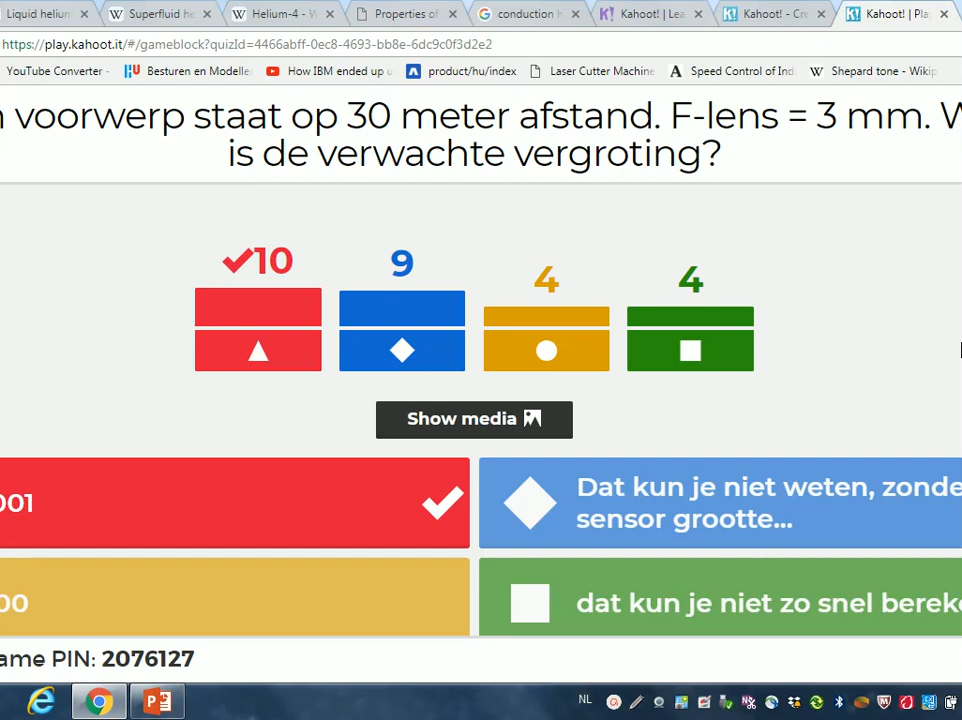 Liquid helium
Superfluid he
Helium-4 - W
Properties of
conduction h
Kahoot! | Lea
Kahoot! - Cre
Kahoot! | Pla
https://play.kahoot.it/#/gameblock?quizId=4466abff-0ec8-4693-bb8e-6dc9c0f3d2e2
YouTube Converter -
Besturen en Modelle
How IBM ended up u
product/hu/index
Laser Cutter Machine
Speed Control of Ind
Shepard tone - Wikip
n voorwerp staat op 30 meter afstand. F-lens = 3 mm. W
is de verwachte vergroting?
10
9
4
4
Show media
001
Dat kun je niet weten, zonde
sensor grootte...
00
dat kun je niet zo snel bereke
ame PIN: 2076127
NL